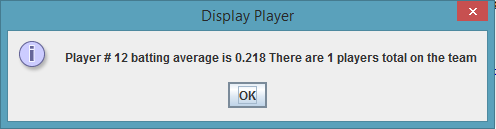 Display Player
Player # 12 batting average is 0.218 There are 1 players total on the team
OK